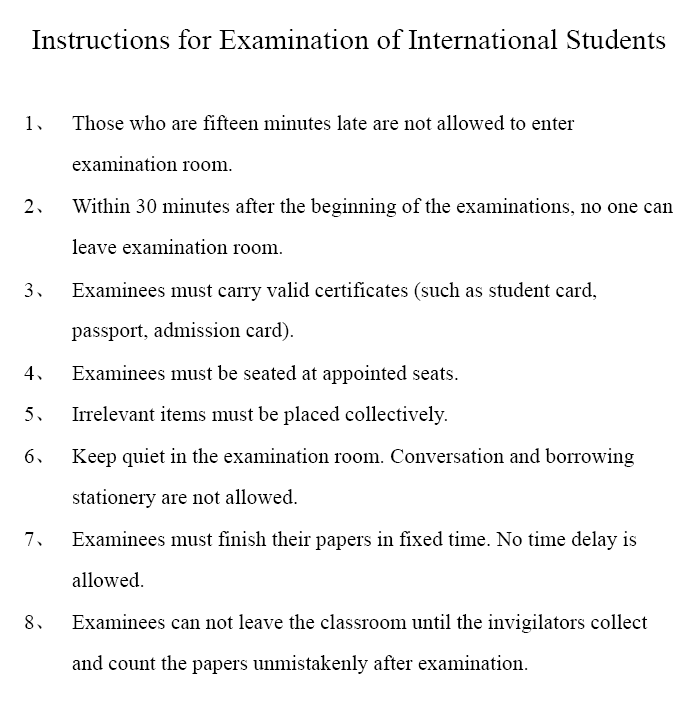 Instructions for Examination of International Students
1、 Those who are fifteen minutes late are not allowed to enter
examination room.
2、 Within 30 minutes after the beginning of the examinations, no one can
leave examination room.
3、 Examinees must carry valid certificates (such as student card,
passport, admission card).
4、 Examinees must be seated at appointed seats.
5、 Irrelevant items must be placed collectively.
6、 Keep quiet in the examination room. Conversation and borrowing
stationery are not allowed.
7、 Examinees must finish their papers in fixed time. No time delay is
allowed.
8、 Examinees can not leave the classroom until the invigilators collect
and count the papers unmistakenly after examination.